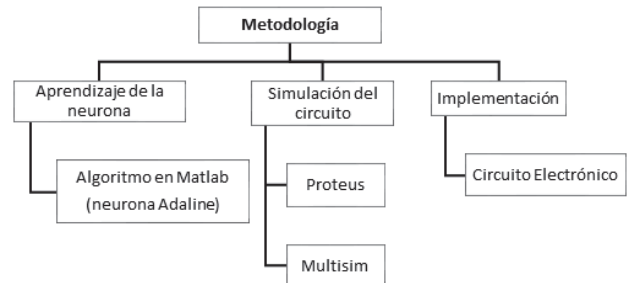 Metodología
Aprendizaje de la
neurona
Simulación del
circuito
Implementación
Algoritmo en Matlab
(neurona Adaline)
Proteus
Multisim
Circuito Electrónico